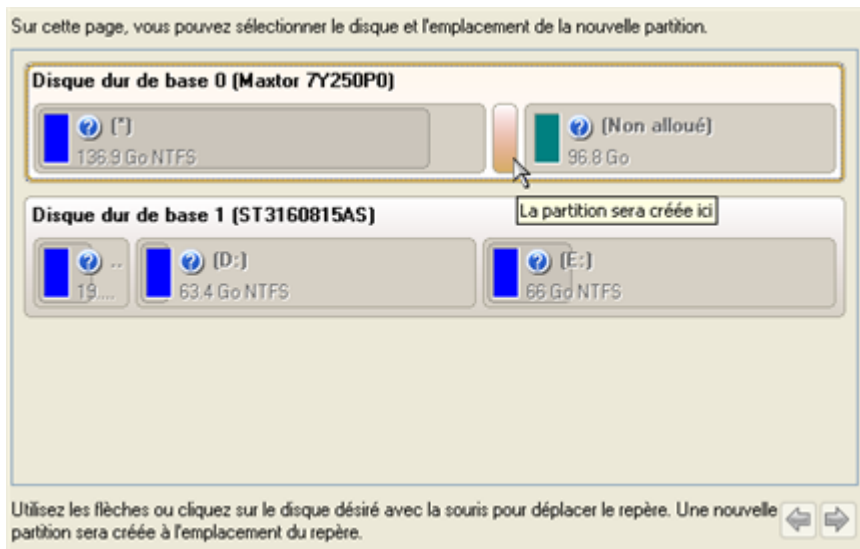 Sur cette page, vous pouvez sélectionner le disque et l'emplacement de la nouvelle partition.
Disque dur de base 0 (Maxtor 7Y250P0)
(*)
136.9 Go NTFS
(Non alloué)
96.8 Go
La partition sera créée ici
Disque dur de base 1 (ST3160815AS)
..
19....
(D:)
63.4 Go NTFS
(E:)
66 Go NTFS
Utilisez les flèches ou cliquez sur le disque désiré avec la souris pour déplacer le repère. Une nouvelle
partition sera créée à l'emplacement du repère.